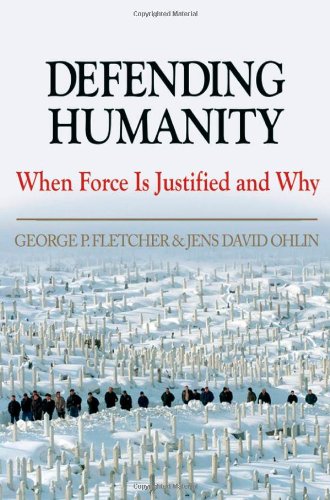 DEFENDING
HUMANITY
When Force Is Justified and Why
GEORGE P. FLETCHER & JENS DAVID OHLIN